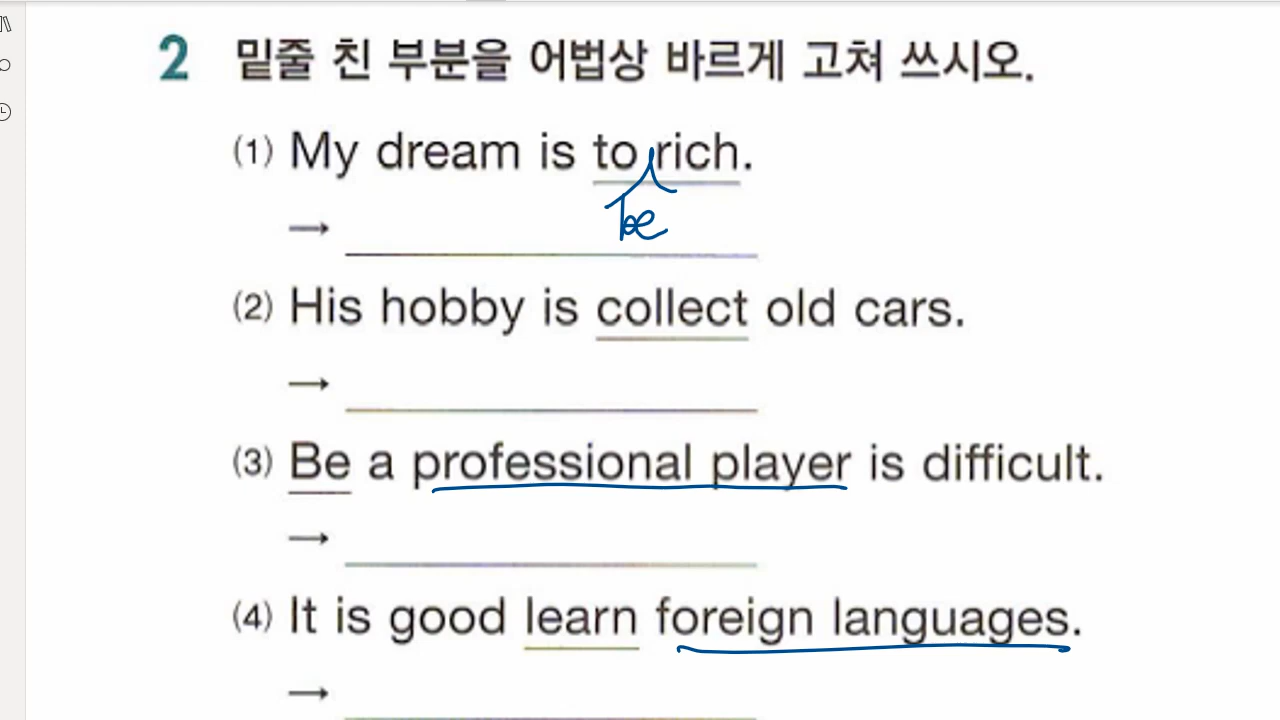 2 밑줄 친 부분을 어법상 바르게 고쳐 쓰시오.
(1) My dream is to rich.
be
→
(2) His hobby is collect old cars.
→
(3) Be a professional player is difficult.
→
(4) It is good learn foreign languages.
→